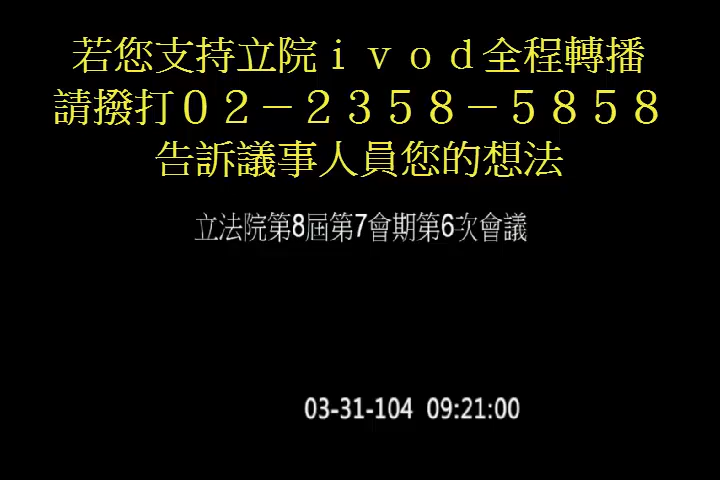 若您支持立院ｉｖｏｄ全程轉播
請撥打０２－２３５８－５８５８
告訴議事人員您的想法
立法院第8屆第7會期第6次會議
03-31-104 09:21:00